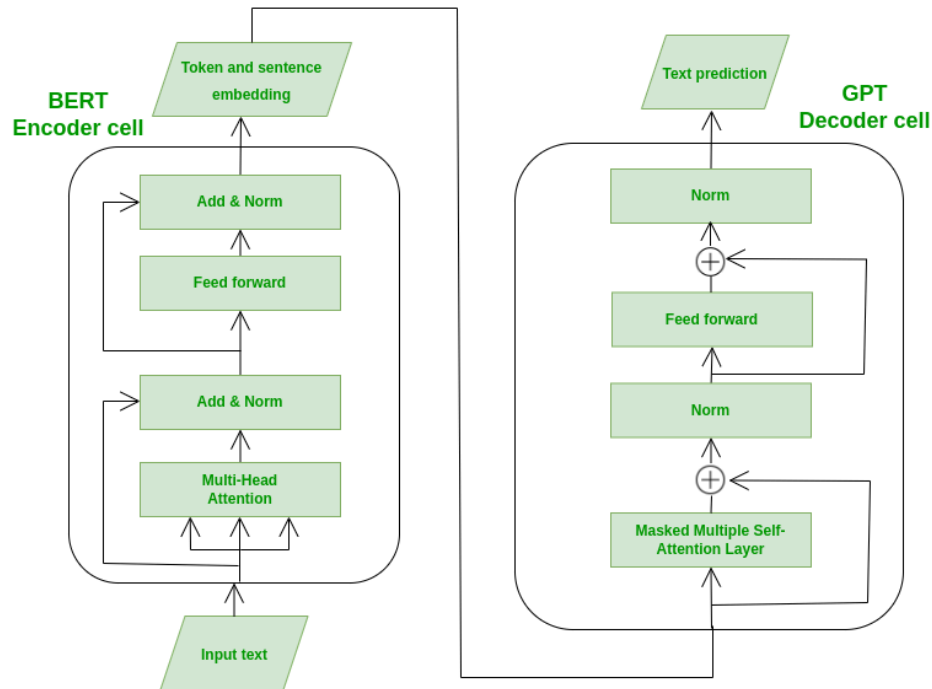 Token and sentence
embedding
BERT
Encoder cell
Add & Norm
Feed forward
Add & Norm
Multi-Head
Attention
Input text
Text prediction
GPT
Decoder cell
Norm
Feed forward
Norm
Masked Multiple Self-
Attention Layer